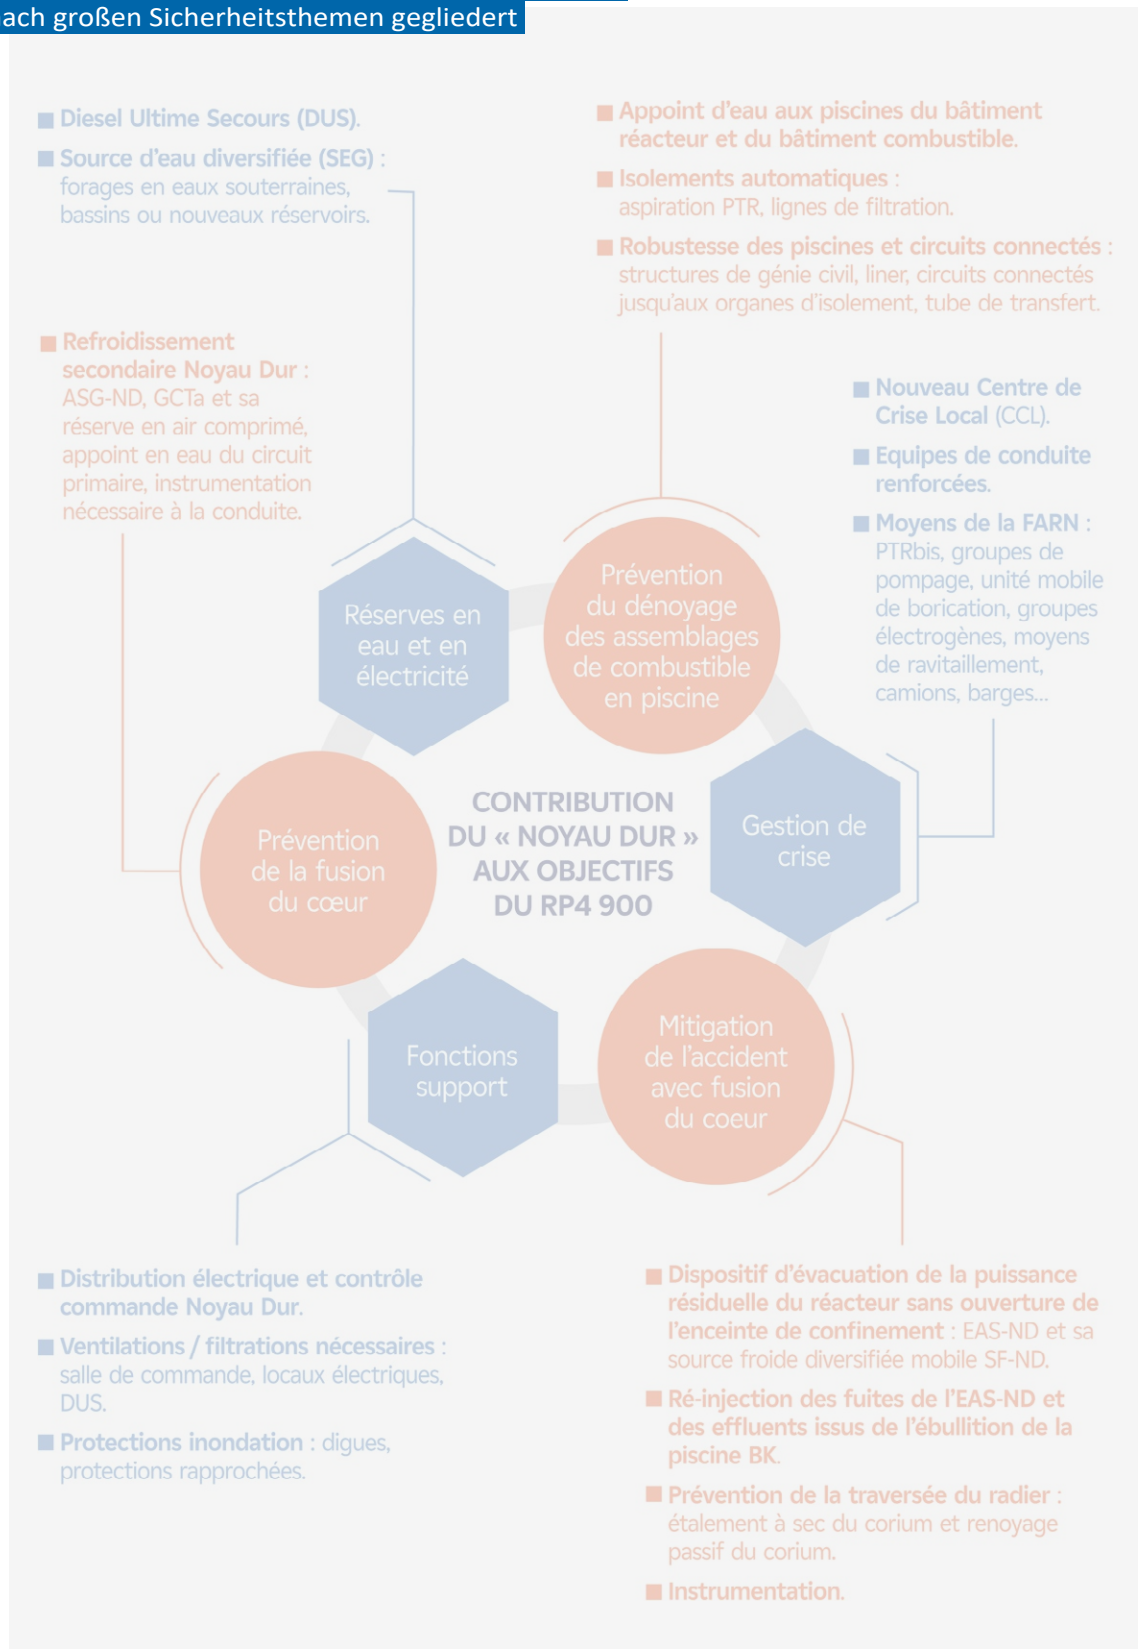 nach großen Sicherheitsthemen gegliedert
■ Diesel Ultime Secours (DUS).
■ Source d'eau diversifiée (SEG) :
forages en eaux souterraines,
bassins ou nouveaux réservoirs.
■ Appoint d'eau aux piscines du bâtiment
réacteur et du bâtiment combustible.
■ Isolements automatiques :
aspiration PTR, lignes de filtration.
■ Robustesse des piscines et circuits connectés :
structures de génie civil, liner, circuits connectés
jusqu'aux organes d'isolement, tube de transfert.
■ Refroidissement
secondaire Noyau Dur :
ASG-ND, GCTa et sa
réserve en air comprimé,
appoint en eau du circuit
primaire, instrumentation
nécessaire à la conduite.
■ Nouveau Centre de
Crise Local (CCL).
■ Equipes de conduite
renforcées.
■ Moyens de la FARN :
PTRbis, groupes de
pompage, unité mobile
de borication, groupes
électrogènes, moyens
de ravitaillement,
camions, barges...
Réserves en
eau et en
électricité
Prévention
du dénoyage
des assemblages
de combustible
en piscine
Prévention
de la fusion
du cœur
CONTRIBUTION
DU « NOYAU DUR »
AUX OBJECTIFS
DU RP4 900
Gestion de
crise
Fonctions
support
Mitigation
de l'accident
avec fusion
du coeur
■ Distribution électrique et contrôle
commande Noyau Dur.
■ Ventilations / filtrations nécessaires :
salle de commande, locaux électriques,
DUS.
■ Protections inondation : digues,
protections rapprochées.
■ Dispositif d'évacuation de la puissance
résiduelle du réacteur sans ouverture de
l'enceinte de confinement : EAS-ND et sa
source froide diversifiée mobile SF-ND.
■ Ré-injection des fuites de l'EAS-ND et
des effluents issus de l'ébullition de la
piscine BK.
■ Prévention de la traversée du radier :
étalement à sec du corium et renoyage
passif du corium.
■ Instrumentation.